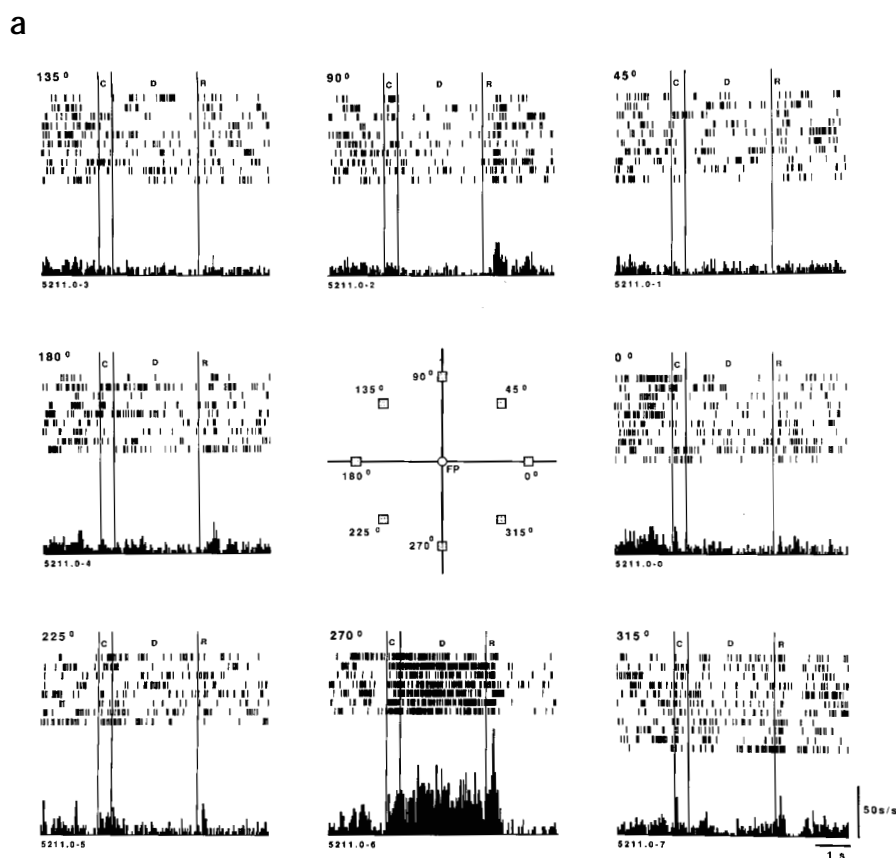 a
135° C D R
5211.0-3
90° C D R
5211.0-2
45° C D R
5211.0-1
180° C D R
5211.0-4
90°
135°
45°
180°
FP
0°
225°
315°
270°
0° C D R
5211.0-0
225° C D R
5211.0-5
270° C D R
5211.0-6
315° C D R
5211.0-7
50s/s
1 s